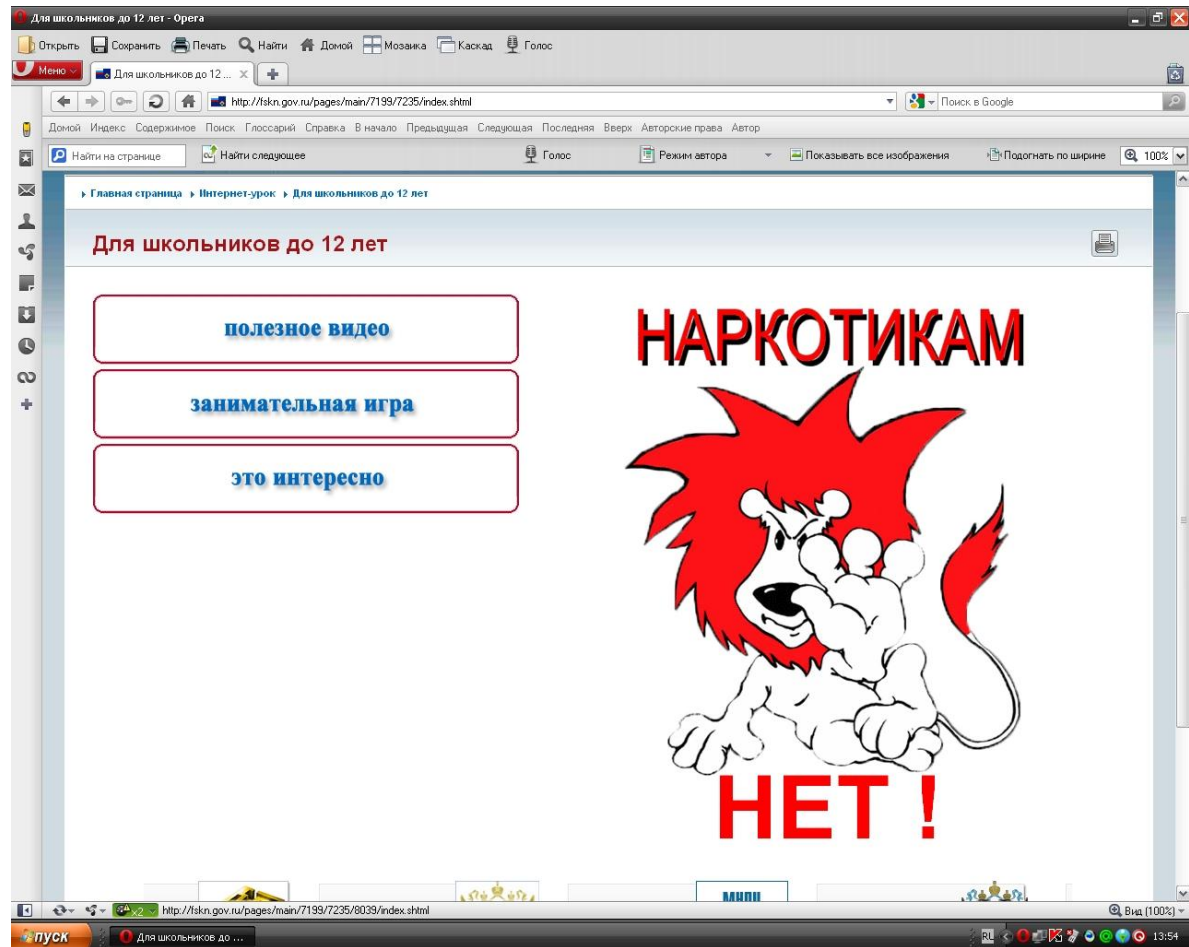 Для школьников до 12 лет - Opera
Открыть Сохранить Печать Найти Домой Мозаика Каскад Голос
Меню Для школьников до 12 ...
http://fskn.gov.ru/pages/main/7199/7235/index.shtml Поиск в Google
Домой Индекс Содержимое Поиск Глоссарий Справка В начало Предыдущая Следующая Последняя Вверх Авторские права Автор
Найти на странице Найти следующее Голос Режим автора Показывать все изображения Подогнать по ширине 100%
Главная страница Интернет-урок Для школьников до 12 лет
Для школьников до 12 лет
полезное видео
занимательная игра
это интересно
НАРКОТИКАМ
НЕТ !
x2 http://fskn.gov.ru/pages/main/7199/7235/8039/index.shtml Вид (100%)
пуск Для школьников до ... RU 13:54